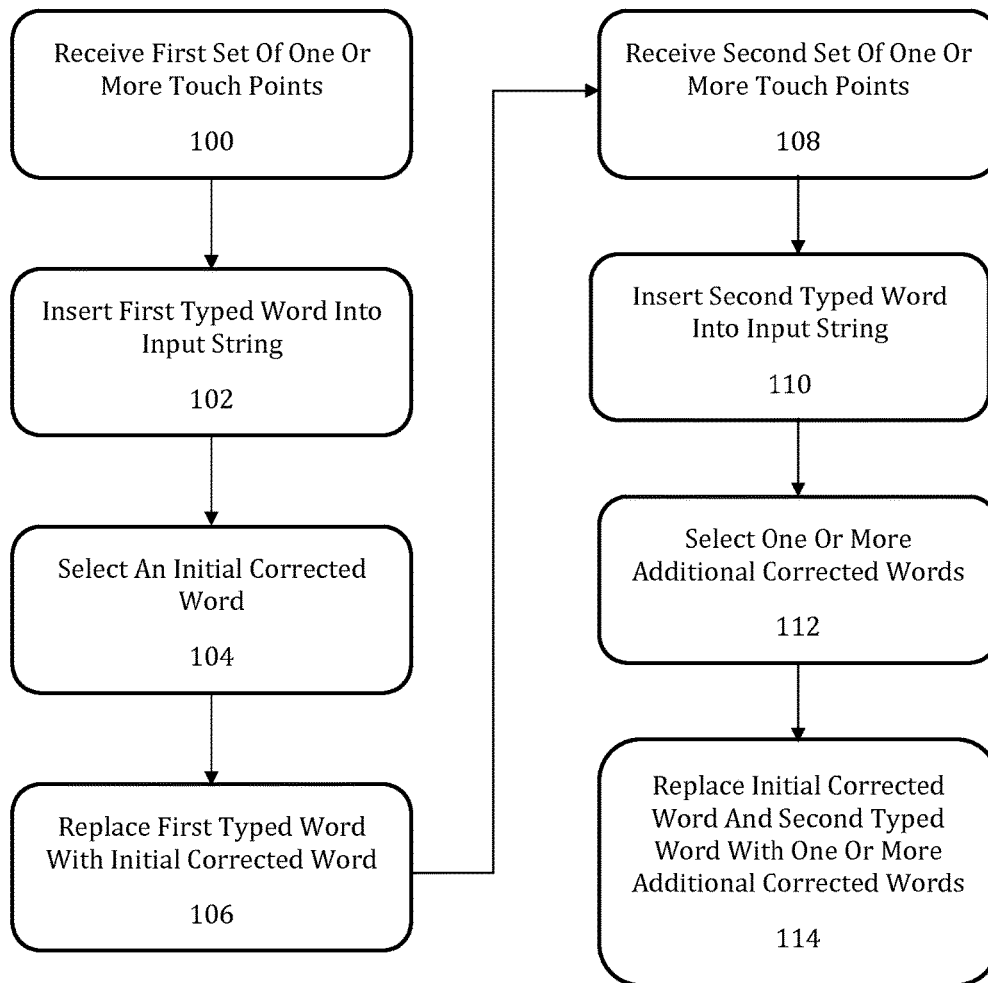 Receive First Set Of One Or
More Touch Points
100
Insert First Typed Word Into
Input String
102
Select An Initial Corrected
Word
104
Replace First Typed Word
With Initial Corrected Word
106
Receive Second Set Of One Or
More Touch Points
108
Insert Second Typed Word
Into Input String
110
Select One Or More
Additional Corrected Words
112
Replace Initial Corrected
Word And Second Typed
Word With One Or More
Additional Corrected Words
114